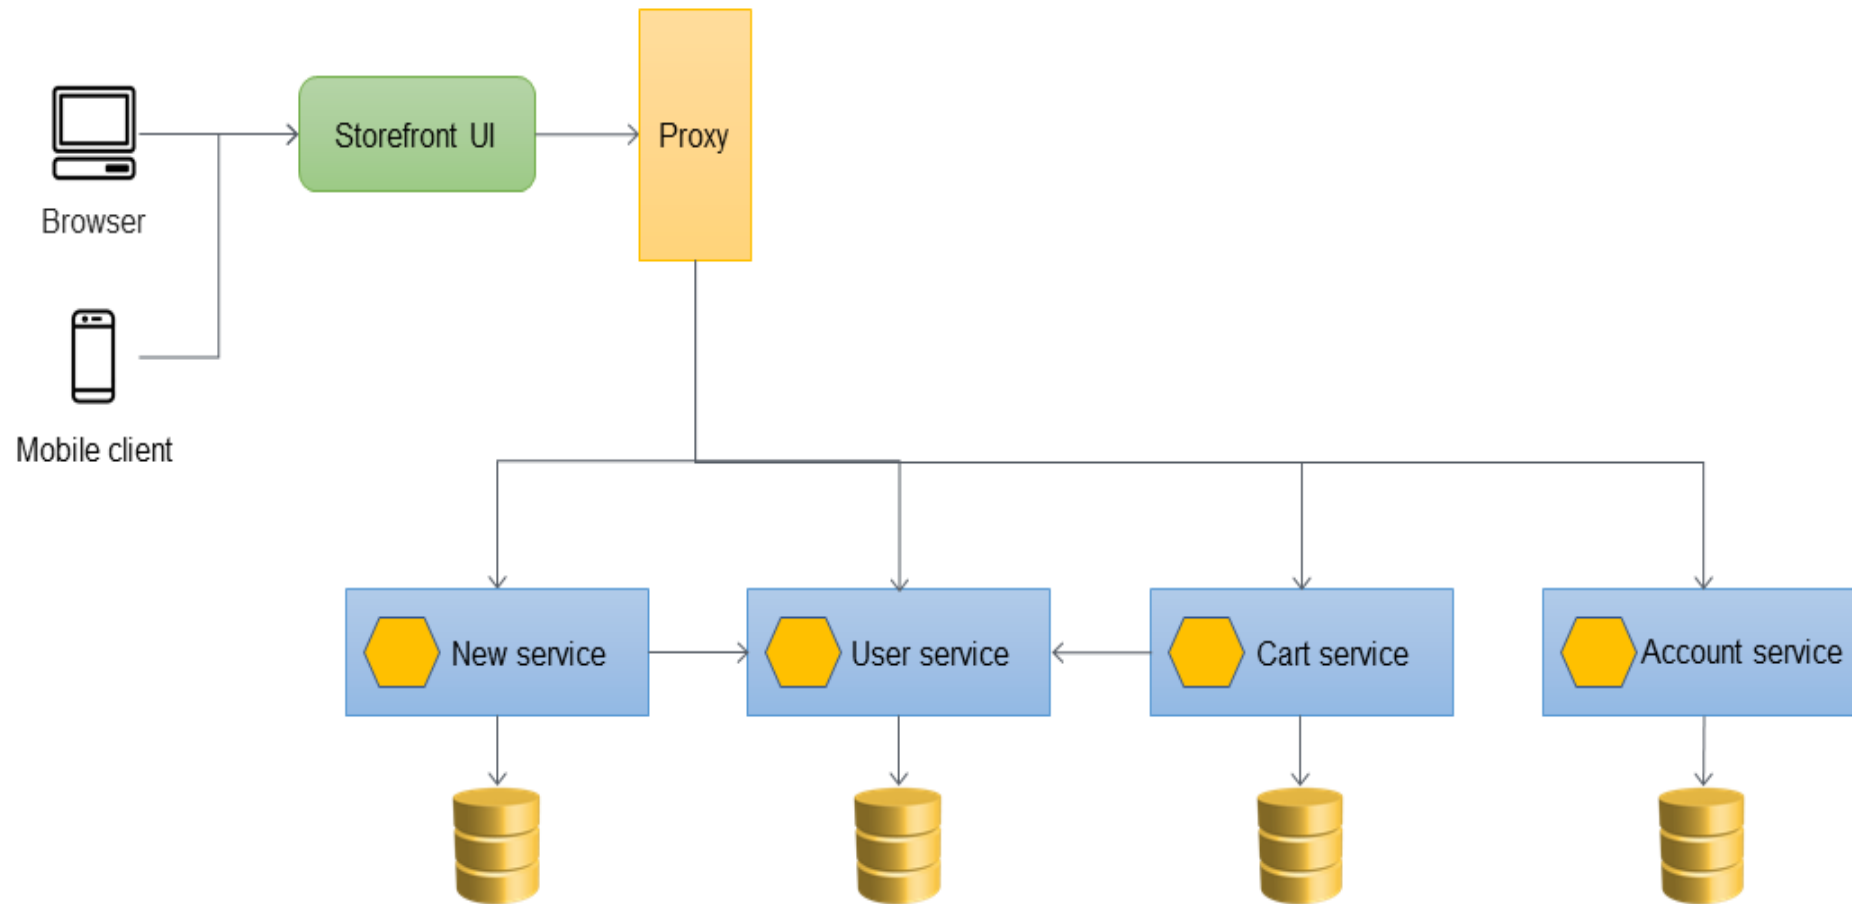 Storefront UI
Proxy
Browser
Mobile client
New service
User service
Cart service
Account service